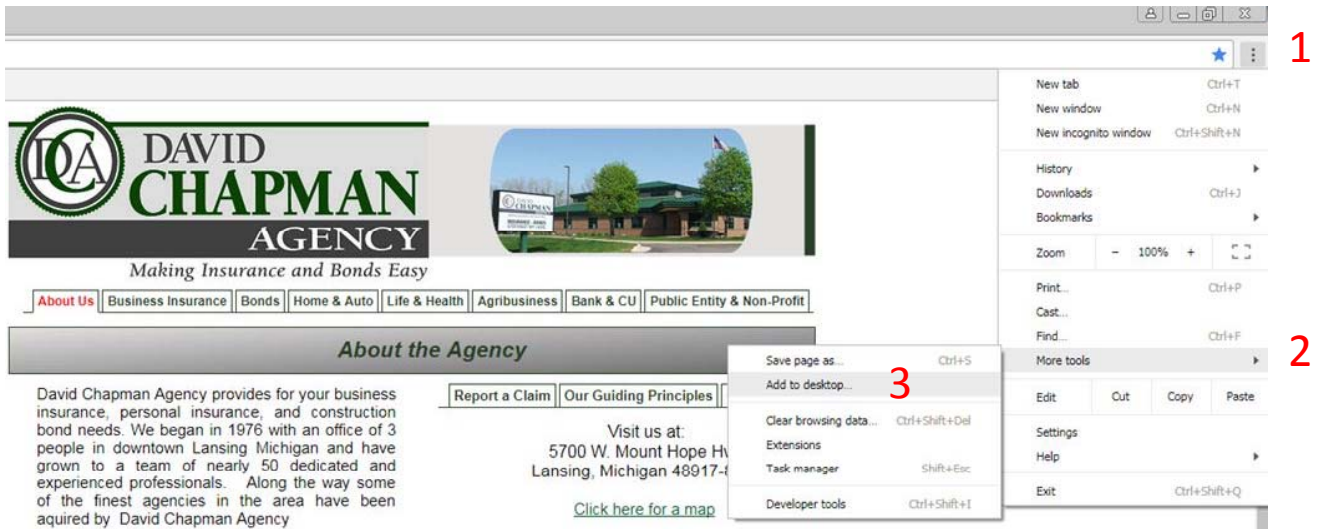 1
New tab Ctrl+T
New window Ctrl+N
New incognito window Ctrl+Shift+N
History
Downloads Ctrl+J
Bookmarks
Zoom - 100% +
Print... Ctrl+P
Cast...
Find... Ctrl+F
More tools
2
Edit Cut Copy Paste
Settings
Help
Exit Ctrl+Shift+Q
Save page as... Ctrl+S
Add to desktop...
3
Clear browsing data... Ctrl+Shift+Del
Extensions
Task manager Shift+Esc
Developer tools Ctrl+Shift+I
DCA
DAVID
CHAPMAN
AGENCY
Making Insurance and Bonds Easy
CHAPMAN
About Us Business Insurance Bonds Home & Auto Life & Health Agribusiness Bank & CU Public Entity & Non-Profit
About the Agency
David Chapman Agency provides for your business
insurance, personal insurance, and construction
bond needs. We began in 1976 with an office of 3
people in downtown Lansing Michigan and have
grown to a team of nearly 50 dedicated and
experienced professionals. Along the way some
of the finest agencies in the area have been
aquired by David Chapman Agency
Report a Claim Our Guiding Principles
Visit us at:
5700 W. Mount Hope Hw
Lansing, Michigan 48917-
Click here for a map